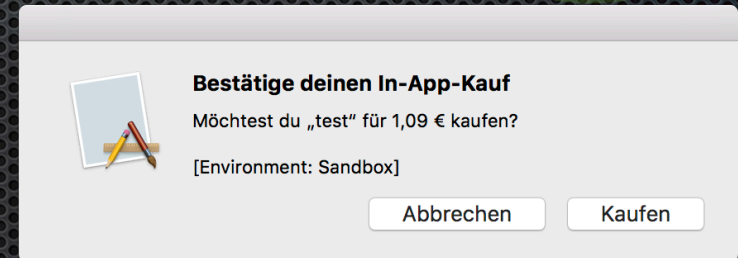 Bestätige deinen In-App-Kauf
Möchtest du „test“ für 1,09 € kaufen?
[Environment: Sandbox]
Abbrechen
Kaufen